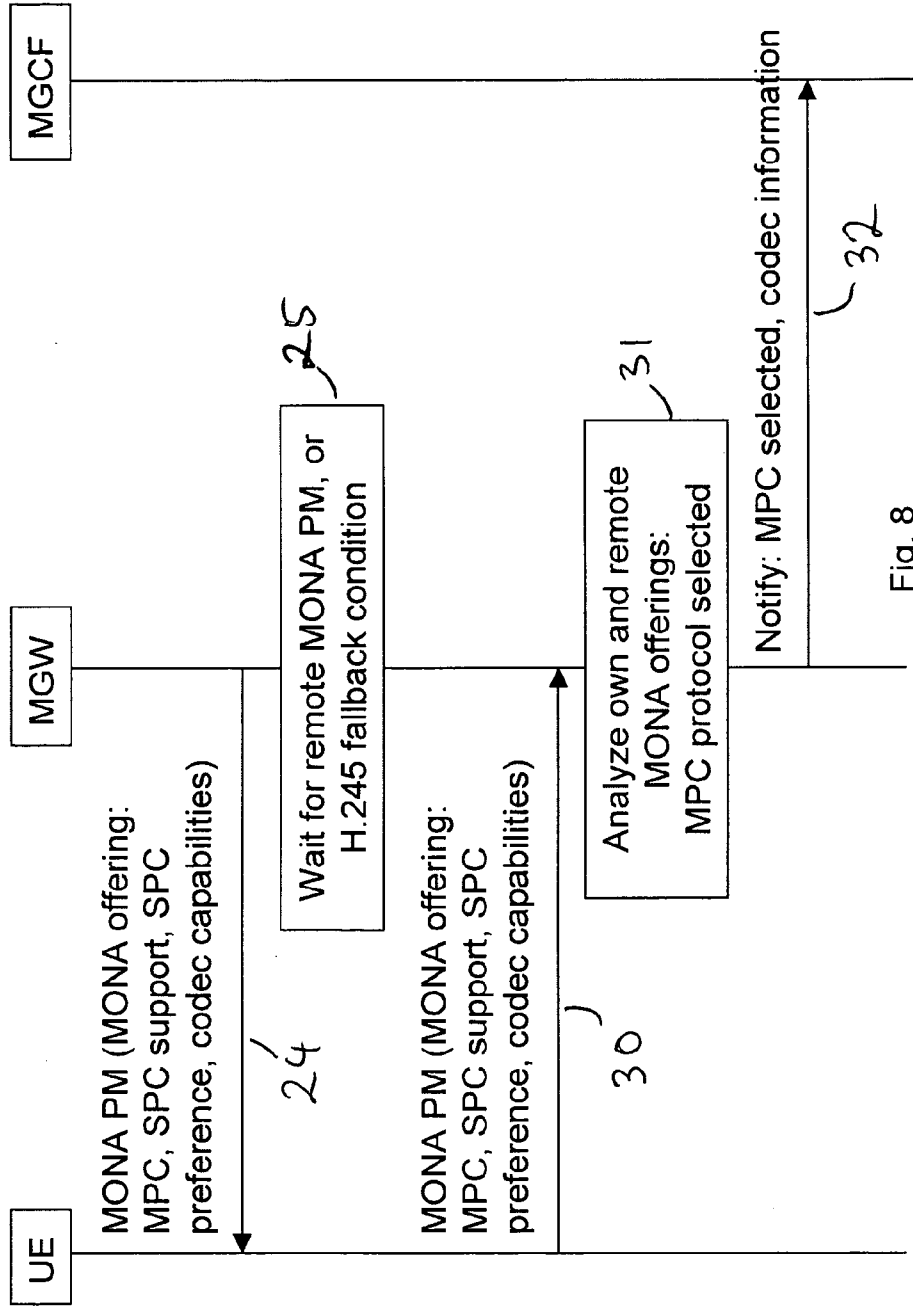 UE
MGW
MGCF
MONA PM (MONA offering:
MPC, SPC support, SPC
preference, codec capabilities)
24
Wait for remote MONA PM, or
H.245 fallback condition
25
MONA PM (MONA offering:
MPC, SPC support, SPC
preference, codec capabilities)
30
Analyze own and remote
MONA offerings:
MPC protocol selected
31
Notify: MPC selected, codec information
32
Fig. 8